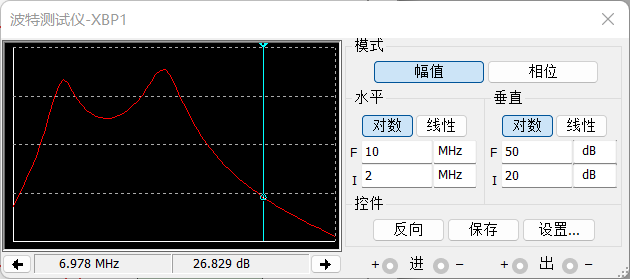 波特测试仪-XBP1
模式
幅值 相位
水平 垂直
对数 线性 对数 线性
F 10 MHz F 50 dB
I 2 MHz I 20 dB
控件
反向 保存 设置...
6.978 MHz 26.829 dB
+ 进 − + 出 −